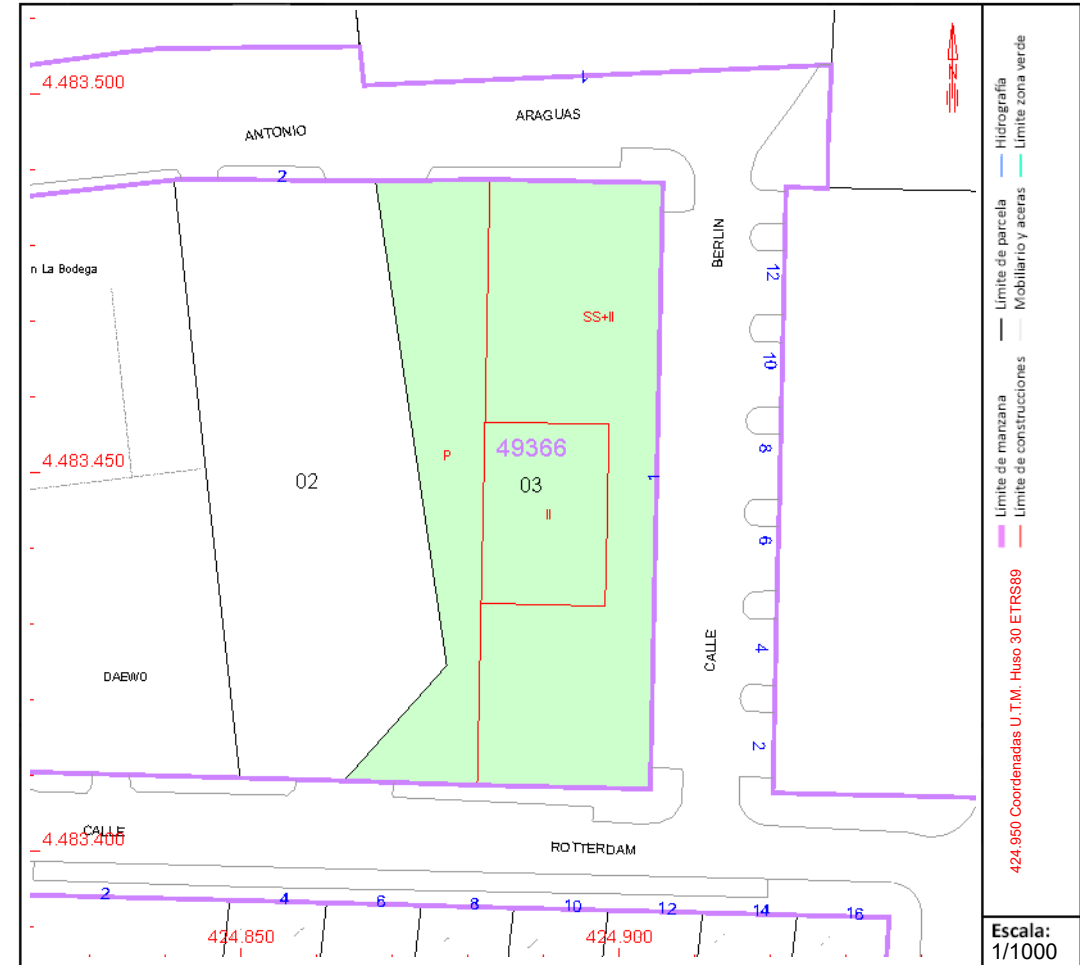 4.483.500
ARAGUAS
1
ANTONIO
2
N
BERLIN
n La Bodega
12
SS+II
10
49366
8
4.483.450
P
1
02
03
II
6
CALLE
4
DAEWO
2
CALLE
4.483.400
ROTTERDAM
2
4
6
8
10
12
14
16
424.850
424.900
424.950 Coordenadas U.T.M. Huso 30 ETRS89
Límite de manzana
Límite de parcela
Hidrografía
Límite de construcciones
Mobiliario y aceras
Límite zona verde
Escala:
1/1000